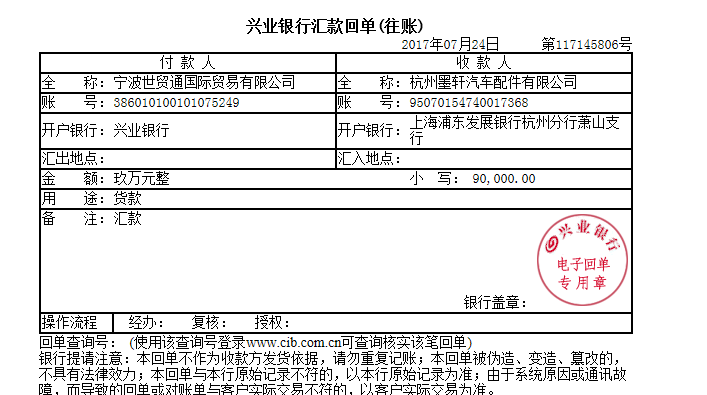 兴业银行汇款回单(往账)
2017年07月24日 第117145806号
付 款 人 收 款 人
全 称：宁波世贸通国际贸易有限公司 全 称：杭州墨轩汽车配件有限公司
账 号：386010100101075249 账 号：95070154740017368
开户银行：兴业银行 开户银行：上海浦东发展银行杭州分行萧山支
行
汇出地点： 汇入地点：
金 额：玖万元整 小 写： 90,000.00
用 途：货款
备 注：汇款
兴业银行
电子回单
专用章
银行盖章：
操作流程 经办： 复核： 授权：
回单查询号： (使用该查询号登录www.cib.com.cn可查询核实该笔回单)
银行提请注意：本回单不作为收款方发货依据，请勿重复记账；本回单被伪造、变造、篡改的，
不具有法律效力；本回单与本行原始记录不符的，以本行原始记录为准；由于系统原因或通讯故
障，而导致的回单或对账单与客户实际交易不符的，以客户实际交易为准。